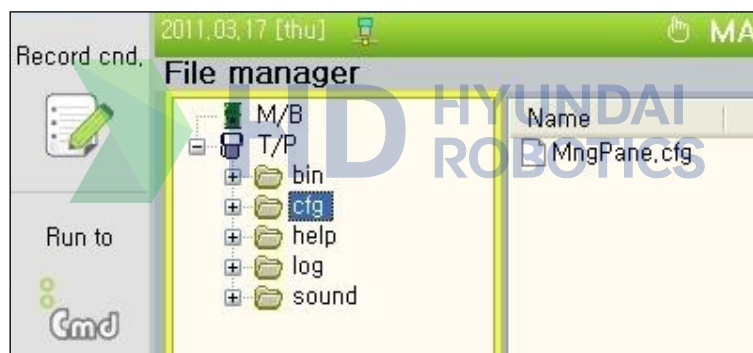 2011,03,17 [thu]
MA
Record cnd,
File manager
M/B
T/P
bin
cfg
help
log
sound
Name
MngPane,cfg
HD HYUNDAI
ROBOTICS
Run to
Cmd